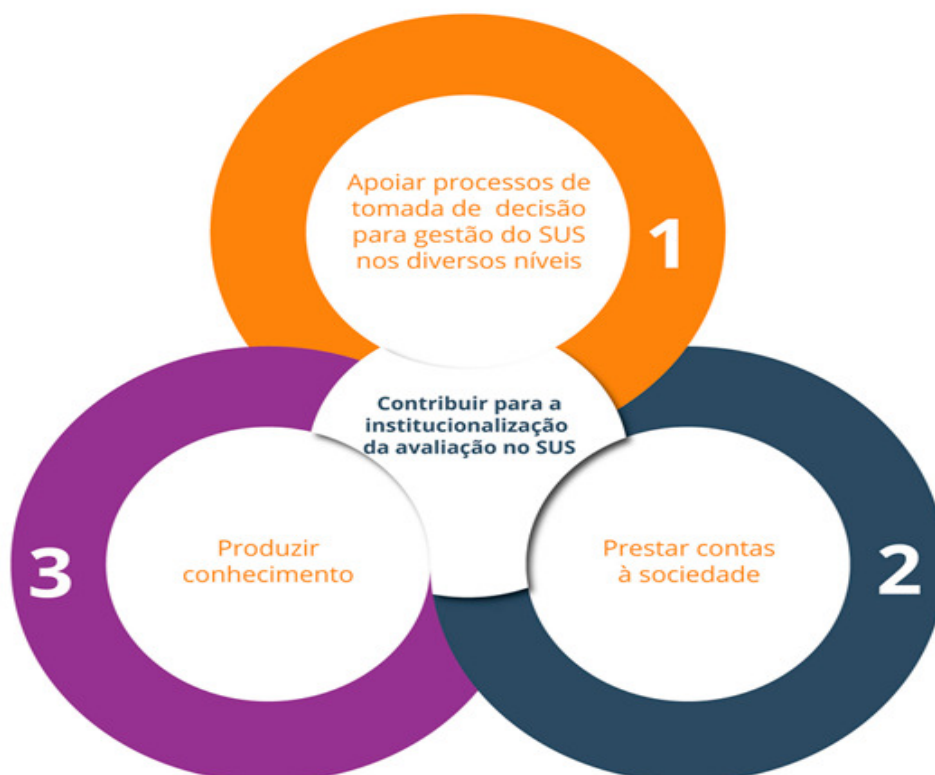 Apoiar processos de
tomada de decisão
para gestão do SUS
nos diversos níveis
1
Contribuir para a
institucionalização
da avaliação no SUS
3
Produzir
conhecimento
Prestar contas
à sociedade
2